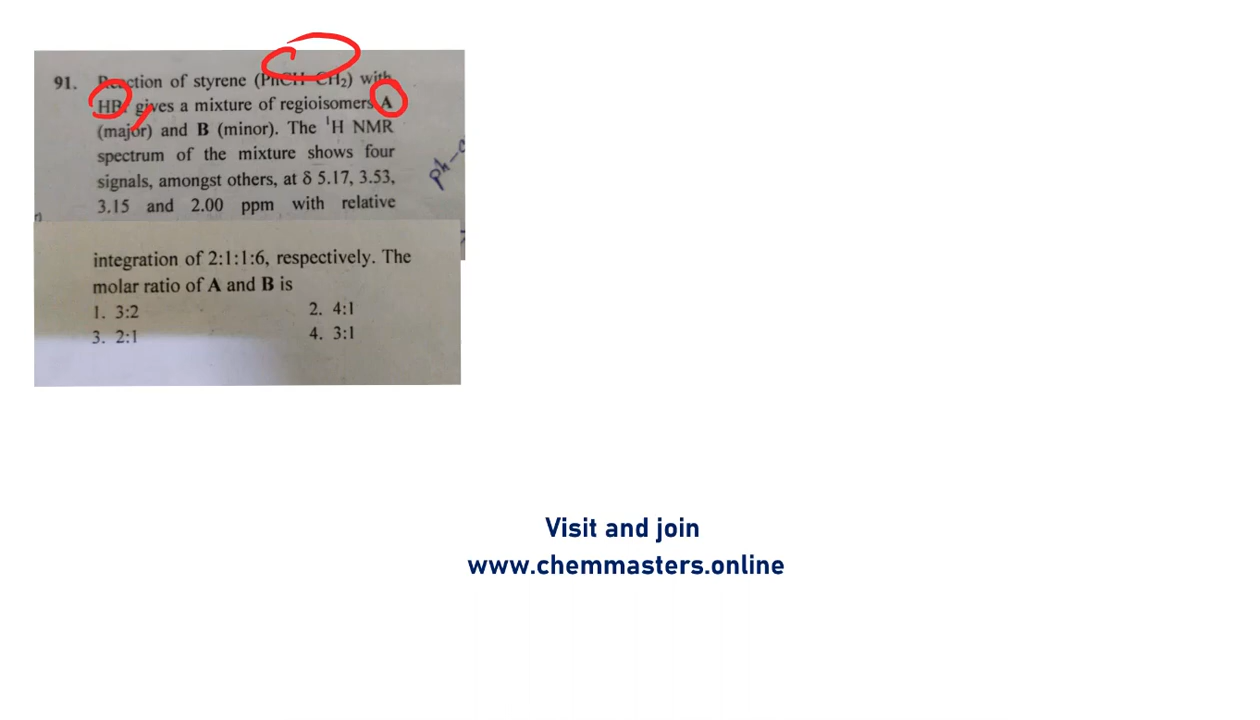 91. Reaction of styrene (PhCH=CH₂) with
HBr gives a mixture of regioisomers A
(major) and B (minor). The ¹H NMR
spectrum of the mixture shows four
signals, amongst others, at δ 5.17, 3.53,
3.15 and 2.00 ppm with relative
integration of 2:1:1:6, respectively. The
molar ratio of A and B is
1. 3:2 2. 4:1
3. 2:1 4. 3:1
Visit and join
www.chemmasters.online